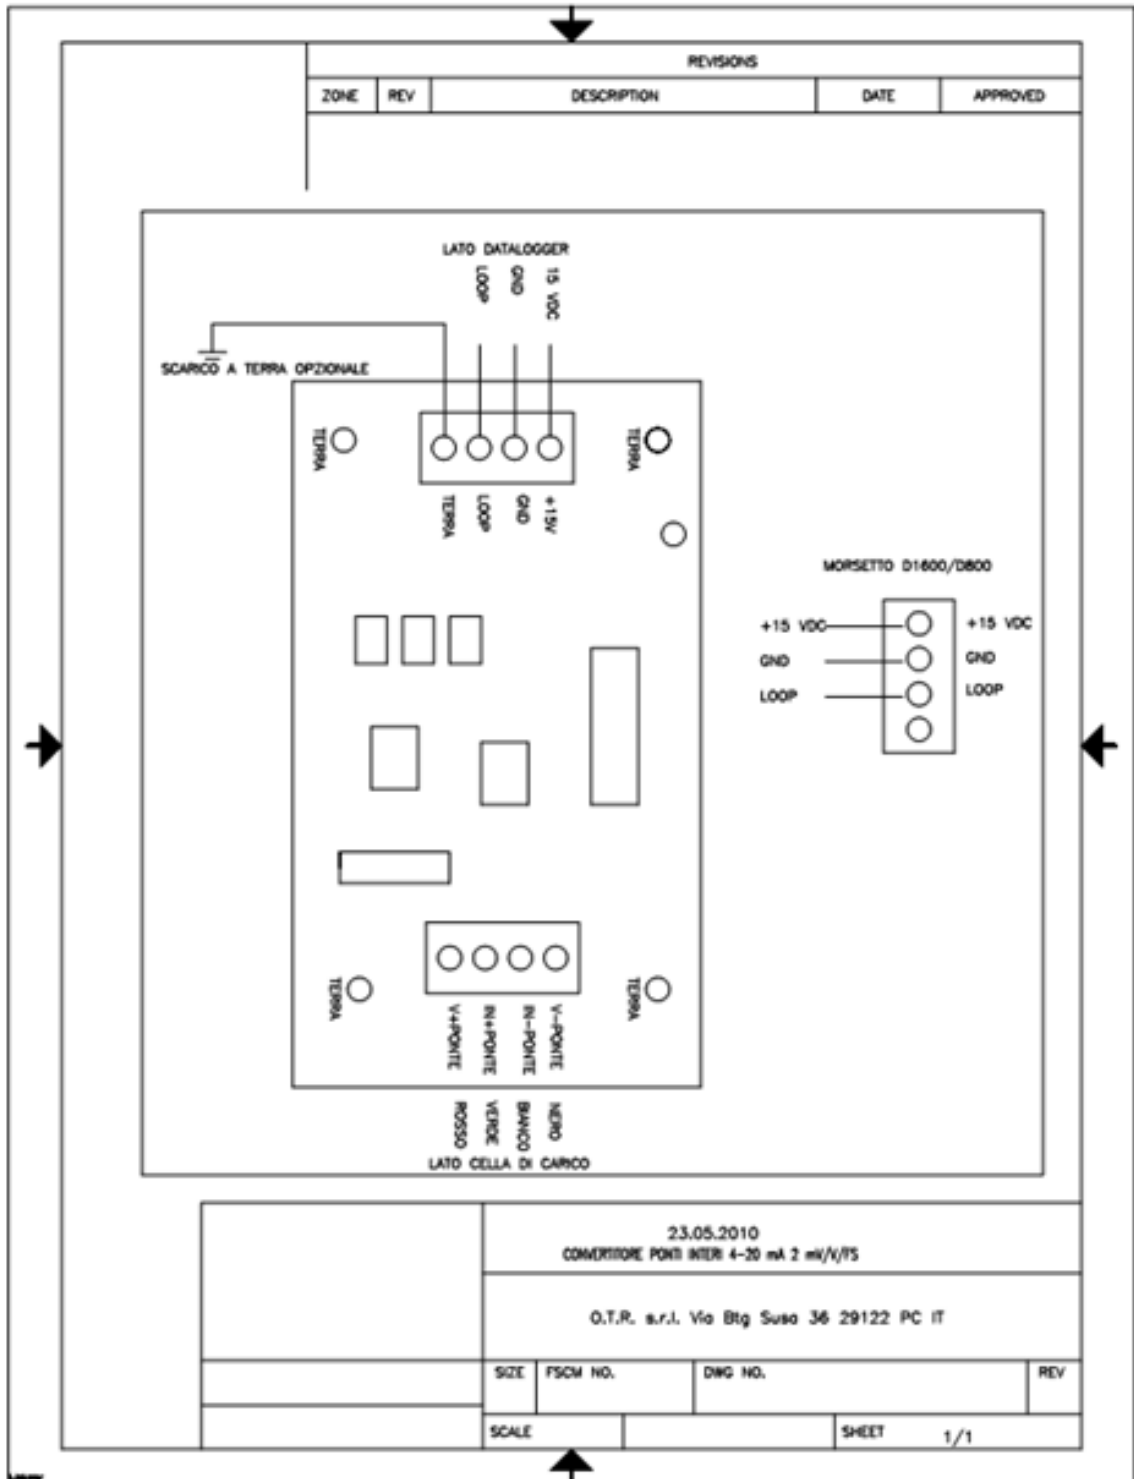 REVISIONS
ZONE REV DESCRIPTION DATE APPROVED
LATO DATALOGGER
LOOP GND 15 VDC
SCARICO A TERRA OPZIONALE
TERRA TERRA
TERRA LOOP GND +15V
MORSETTO D1600/D800
+15 VDC +15 VDC
GND GND
LOOP LOOP
TERRA TERRA
V+PONTE IN+PONTE IN-PONTE V-PONTE
ROSSO VERDE BIANCO NERO
LATO CELLA DI CARICO
23.05.2010
CONVERTITORE PONTI INTERI 4-20 mA 2 mV/V/FS
O.T.R. s.r.l. Via Btg Susa 36 29122 PC IT
SIZE FSCM NO. DWG NO. REV
SCALE SHEET 1/1